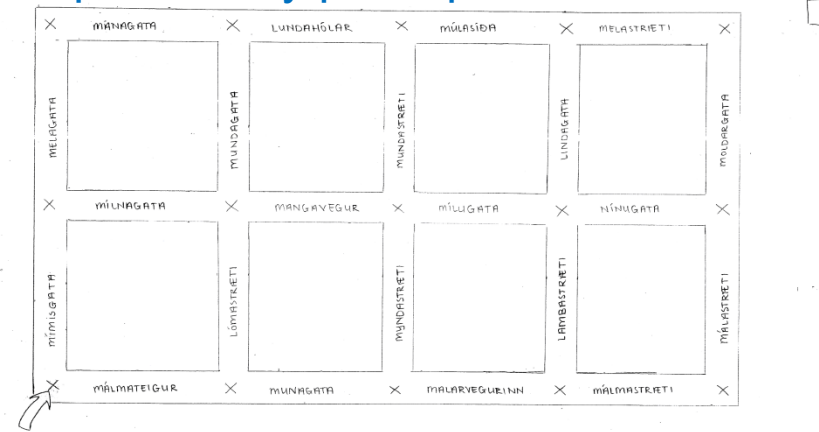 MÁNAGATA LUNDAHÓLAR MÚLASÍÐA MELASTRÆTI
MELAGATA
MUNDAGATA
MUNDASTRÆTI
LINDAGATA
MOLDARGATA
MÍLNAGATA MANGAVEGUR MÍLUGATA NÍNUGATA
MÍMISGATA
LÓMASTRÆTI
MYNDASTRÆTI
LAMBASTRÆTI
MÁLASTRÆTI
MÁLMATEIGUR MUNAGATA MALARVEGURINN MÁLMASTRÆTI